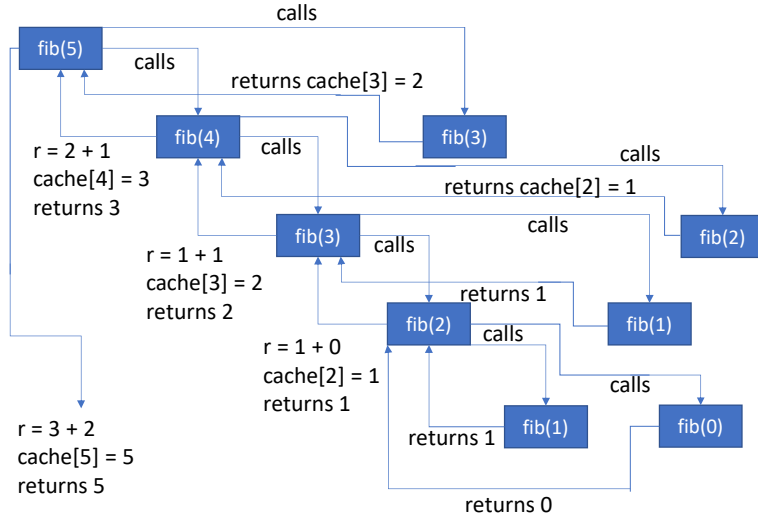 calls
fib(5)
calls
returns cache[3] = 2
fib(4)
fib(3)
calls
calls
r = 2 + 1
cache[4] = 3
returns 3
returns cache[2] = 1
fib(3)
calls
fib(2)
calls
r = 1 + 1
cache[3] = 2
returns 2
returns 1
fib(2)
fib(1)
calls
r = 1 + 0
cache[2] = 1
returns 1
calls
r = 3 + 2
cache[5] = 5
returns 5
returns 1
fib(1)
fib(0)
returns 0